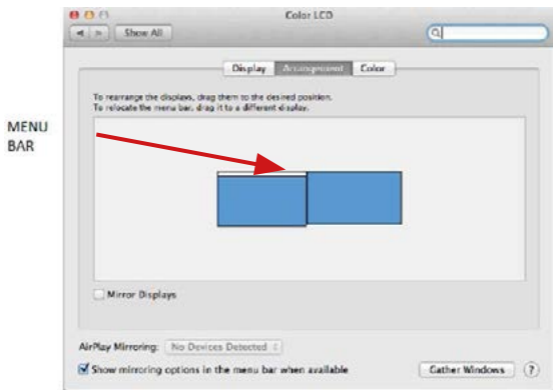 Color LCD
Show All
Display Arrangement Color
To rearrange the displays, drag them to the desired position.
To relocate the menu bar, drag it to a different display.
MENU
BAR
Mirror Displays
AirPlay Mirroring: No Devices Detected
Show mirroring options in the menu bar when available
Gather Windows ?